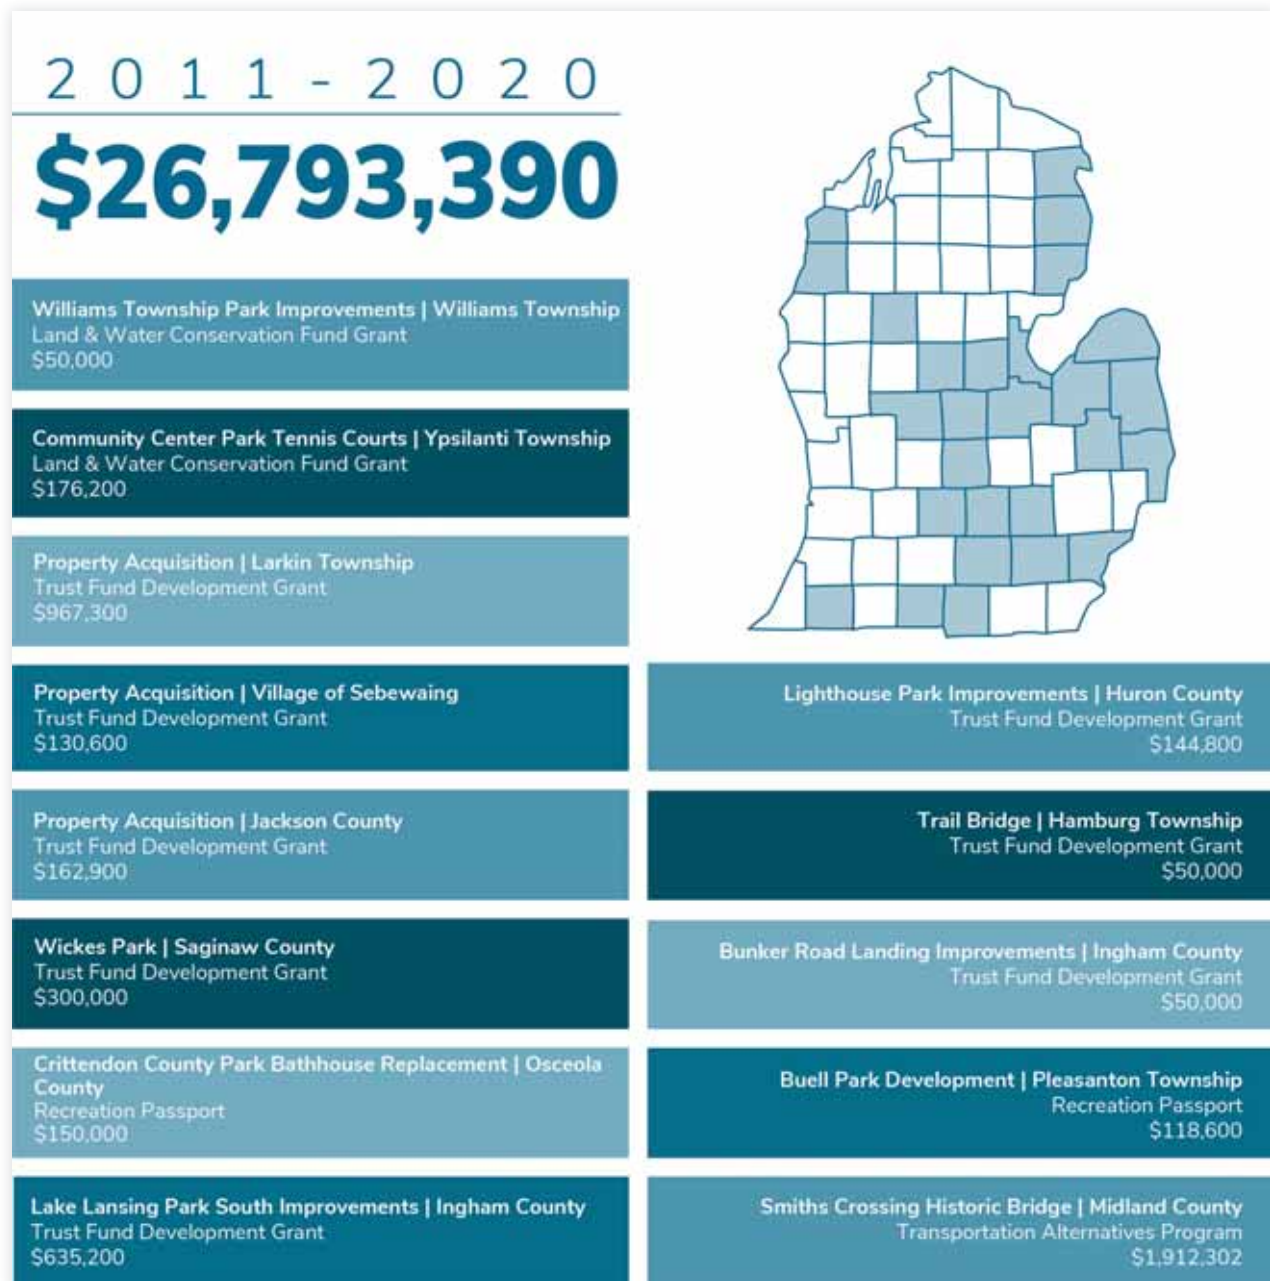 2011-2020
$26,793,390
Williams Township Park Improvements | Williams Township
Land & Water Conservation Fund Grant
$50,000
Community Center Park Tennis Courts | Ypsilanti Township
Land & Water Conservation Fund Grant
$176,200
Property Acquisition | Larkin Township
Trust Fund Development Grant
$967,300
Property Acquisition | Village of Sebewaing
Trust Fund Development Grant
$130,600
Property Acquisition | Jackson County
Trust Fund Development Grant
$162,900
Wickes Park | Saginaw County
Trust Fund Development Grant
$300,000
Crittendon County Park Bathhouse Replacement | Osceola
County
Recreation Passport
$150,000
Lake Lansing Park South Improvements | Ingham County
Trust Fund Development Grant
$635,200
Lighthouse Park Improvements | Huron County
Trust Fund Development Grant
$144,800
Trail Bridge | Hamburg Township
Trust Fund Development Grant
$50,000
Bunker Road Landing Improvements | Ingham County
Trust Fund Development Grant
$50,000
Buell Park Development | Pleasanton Township
Recreation Passport
$118,600
Smiths Crossing Historic Bridge | Midland County
Transportation Alternatives Program
$1,912,302